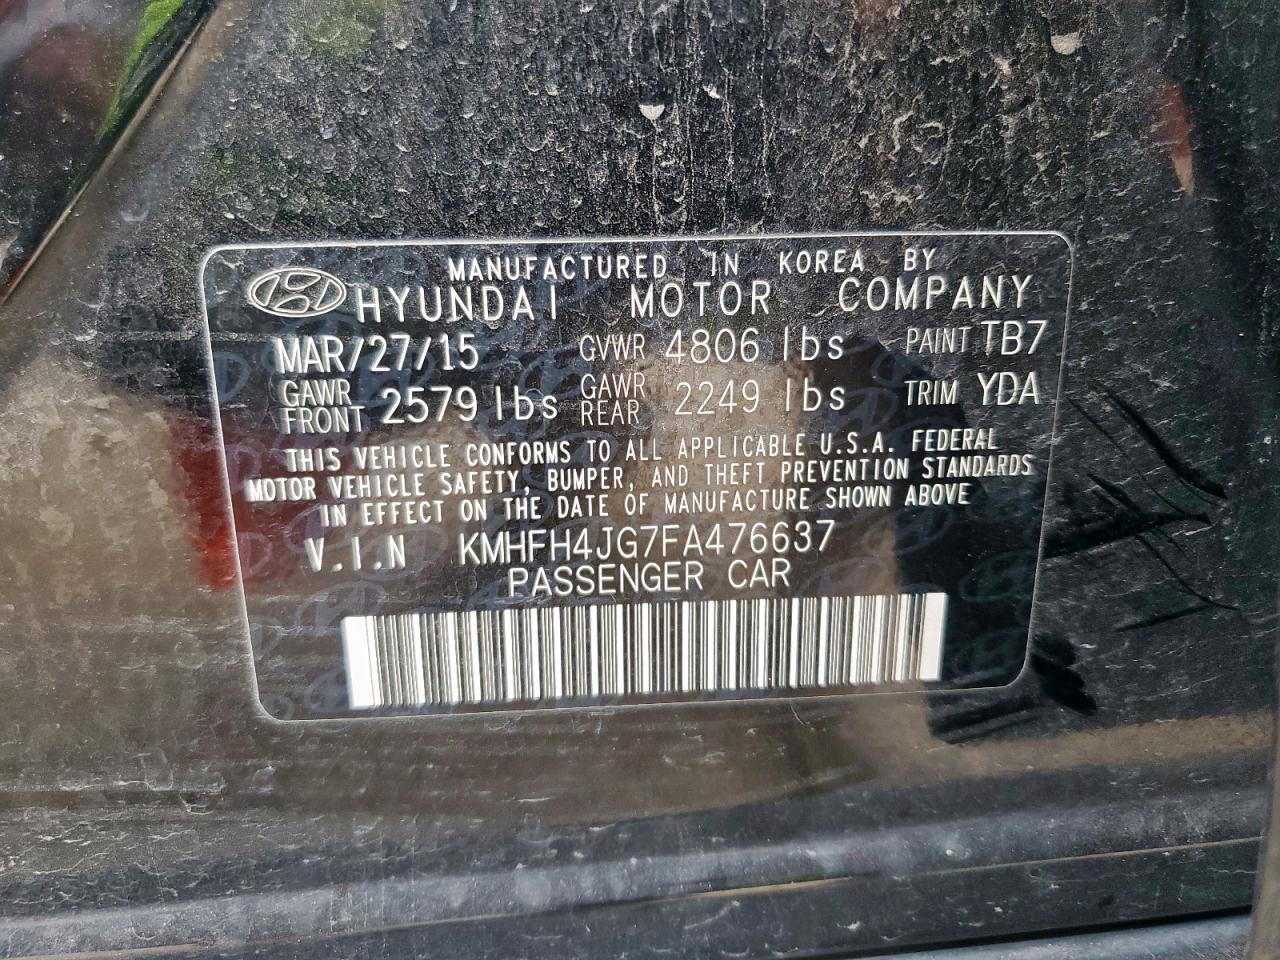 MANUFACTURED IN KOREA BY
HYUNDAI MOTOR COMPANY
MAR/27/15 GVWR 4806 lbs PAINT TB7
GAWR FRONT 2579 lbs GAWR REAR 2249 lbs TRIM YDA
THIS VEHICLE CONFORMS TO ALL APPLICABLE U.S.A. FEDERAL
MOTOR VEHICLE SAFETY, BUMPER, AND THEFT PREVENTION STANDARDS
IN EFFECT ON THE DATE OF MANUFACTURE SHOWN ABOVE
V.I.N KMHFH4JG7FA476637
PASSENGER CAR